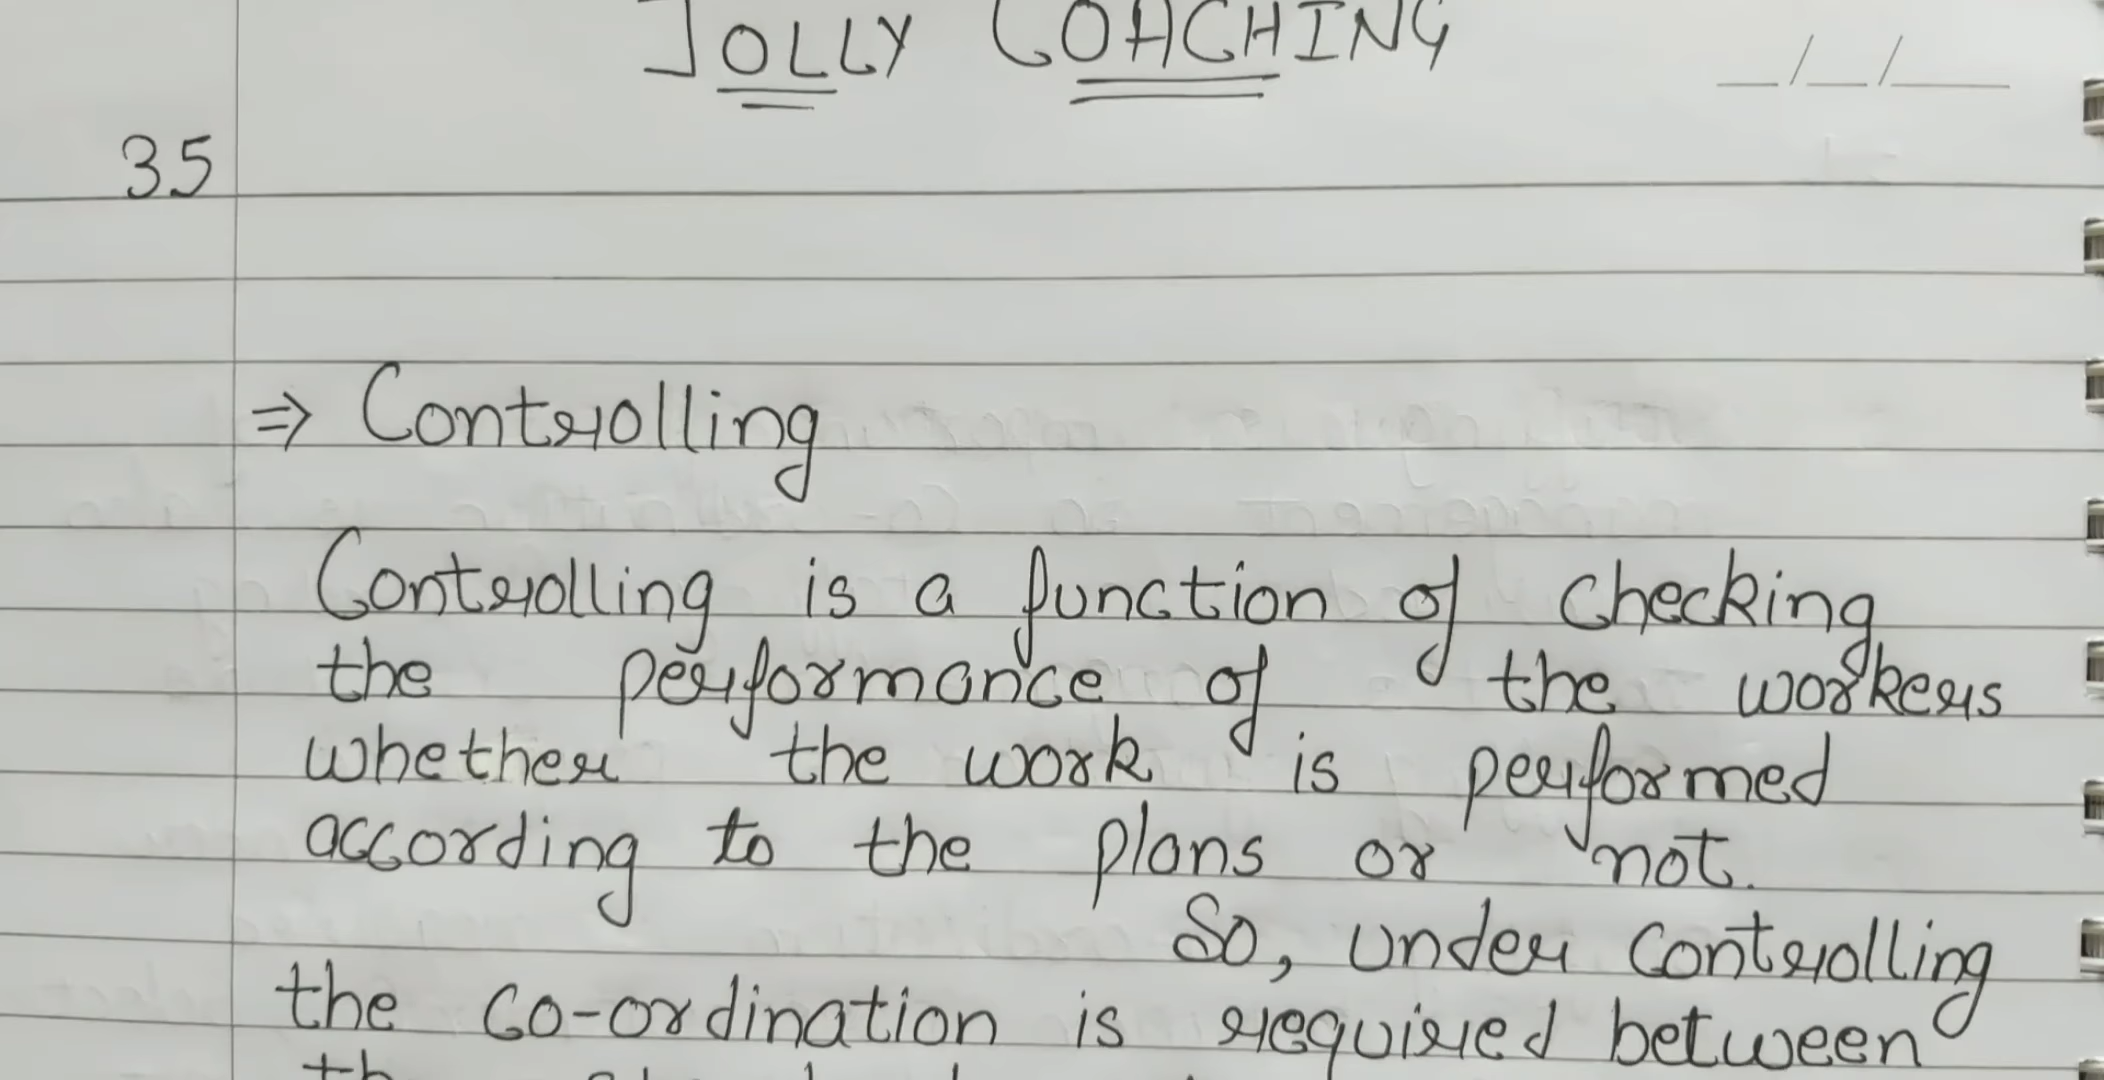 JOLLY COACHING
_/_/_
35
⇒ Controlling
Controlling is a function of checking
the performance of the workers
whether the work is performed
according to the plans or not.
So, under controlling
the co-ordination is required between